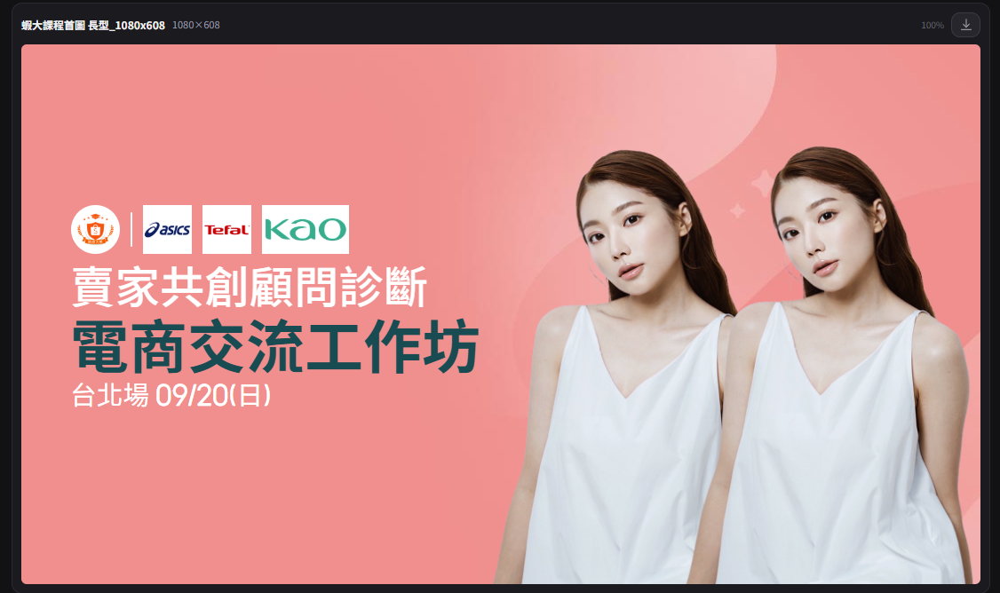 蝦大課程首圖 長型_1080x608 1080×608 100%
asics Tefal Kao
賣家共創顧問診斷
電商交流工作坊
台北場 09/20(日)